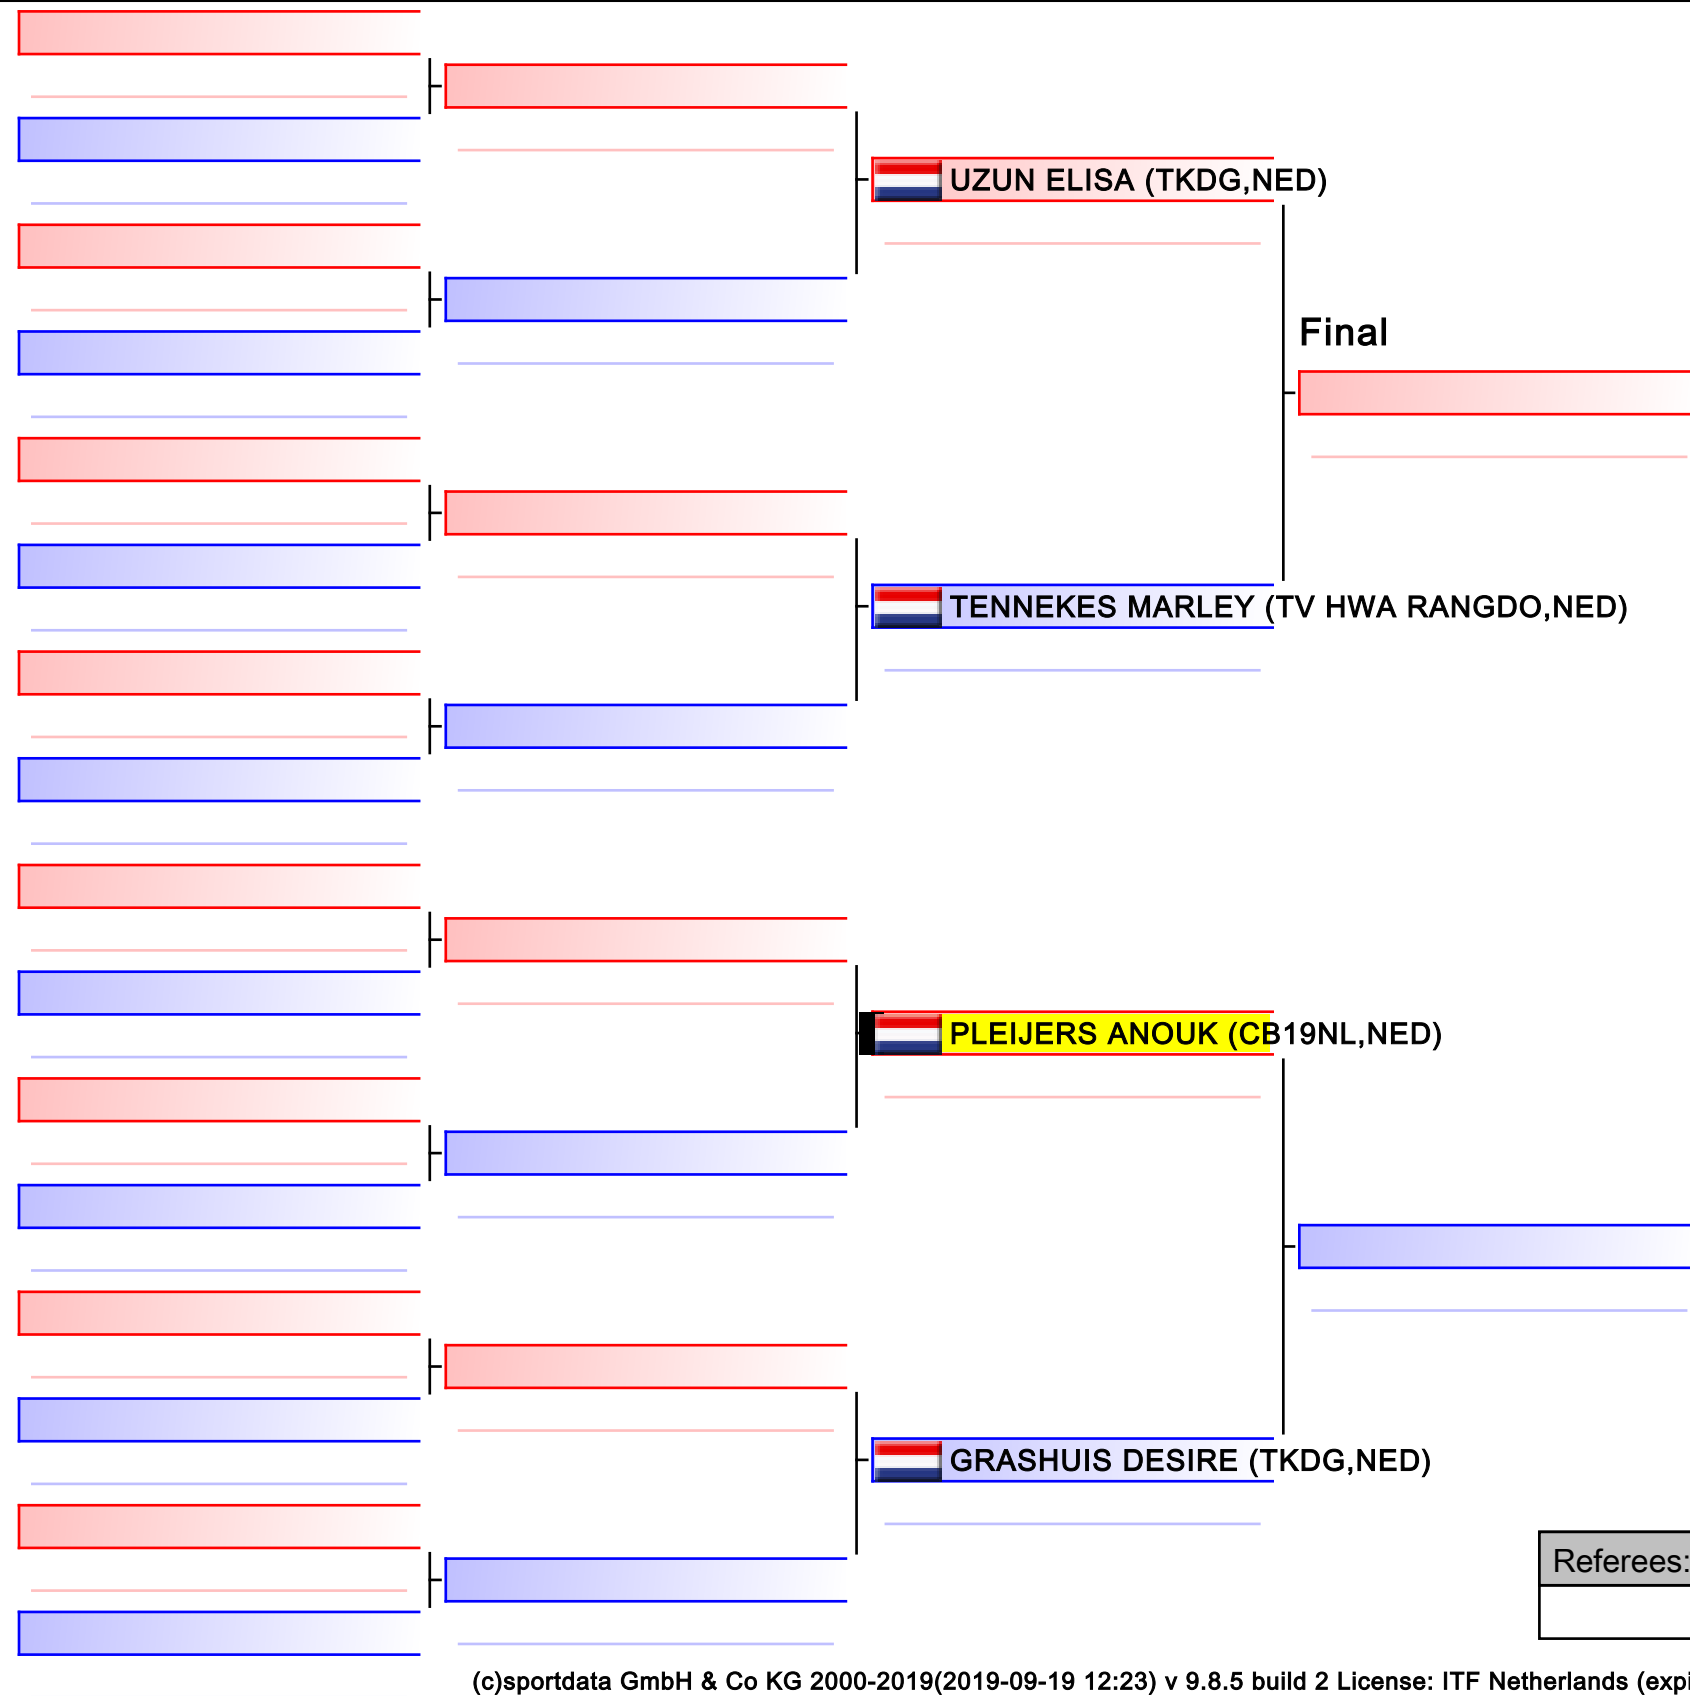 UZUN ELISA (TKDG,NED)
Final
TENNEKES MARLEY (TV HWA RANGDO,NED)
PLEIJERS ANOUK (CB19NL,NED)
GRASHUIS DESIRE (TKDG,NED)
Referees:
(c)sportdata GmbH & Co KG 2000-2019(2019-09-19 12:23) v 9.8.5 build 2 License: ITF Netherlands (expi